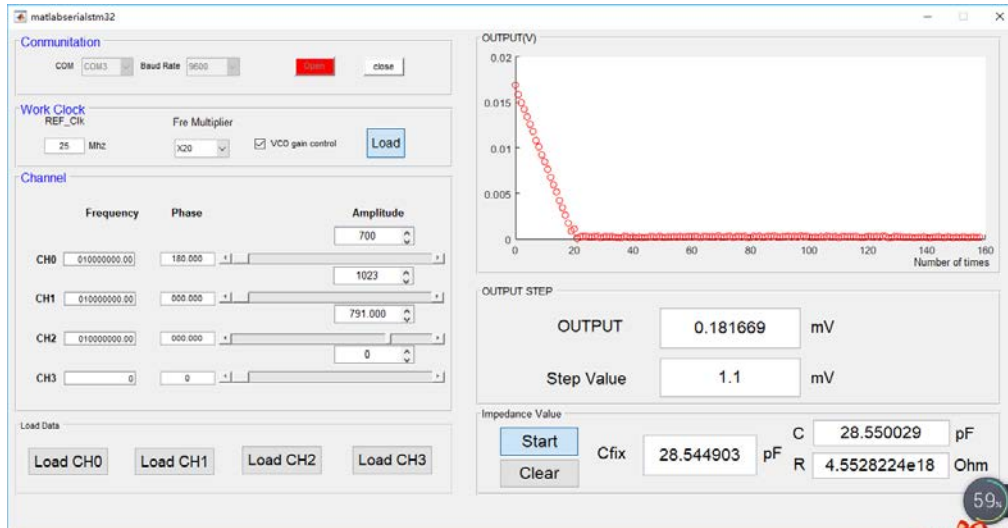 matlabserialstm32
Conmunitation
COM COM3 Baud Rate 9600 Open close
Work Clock
REF_Clk Fre Multiplier
25 Mhz X20 VCO gain control Load
Channel
Frequency Phase Amplitude
700
CH0 010000000.00 180.000
1023
CH1 010000000.00 000.000
791.000
CH2 010000000.00 000.000
0
CH3 0 0
Load Data
Load CH0 Load CH1 Load CH2 Load CH3
OUTPUT(V)
0.02
0.015
0.01
0.005
0
0 20 40 60 80 100 120 140 160
Number of times
OUTPUT STEP
OUTPUT 0.181669 mV
Step Value 1.1 mV
Impedance Value
Start Clear
Cfix 28.544903 pF
C 28.550029 pF
R 4.5528224e18 Ohm
59%